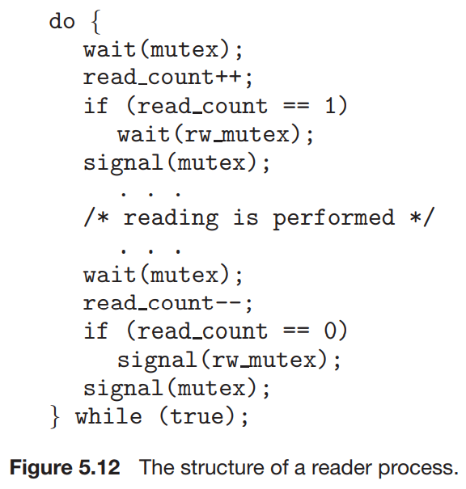 do {
wait(mutex);
read_count++;
if (read_count == 1)
wait(rw_mutex);
signal(mutex);
. . .
/* reading is performed */
. . .
wait(mutex);
read_count--;
if (read_count == 0)
signal(rw_mutex);
signal(mutex);
} while (true);
Figure 5.12 The structure of a reader process.